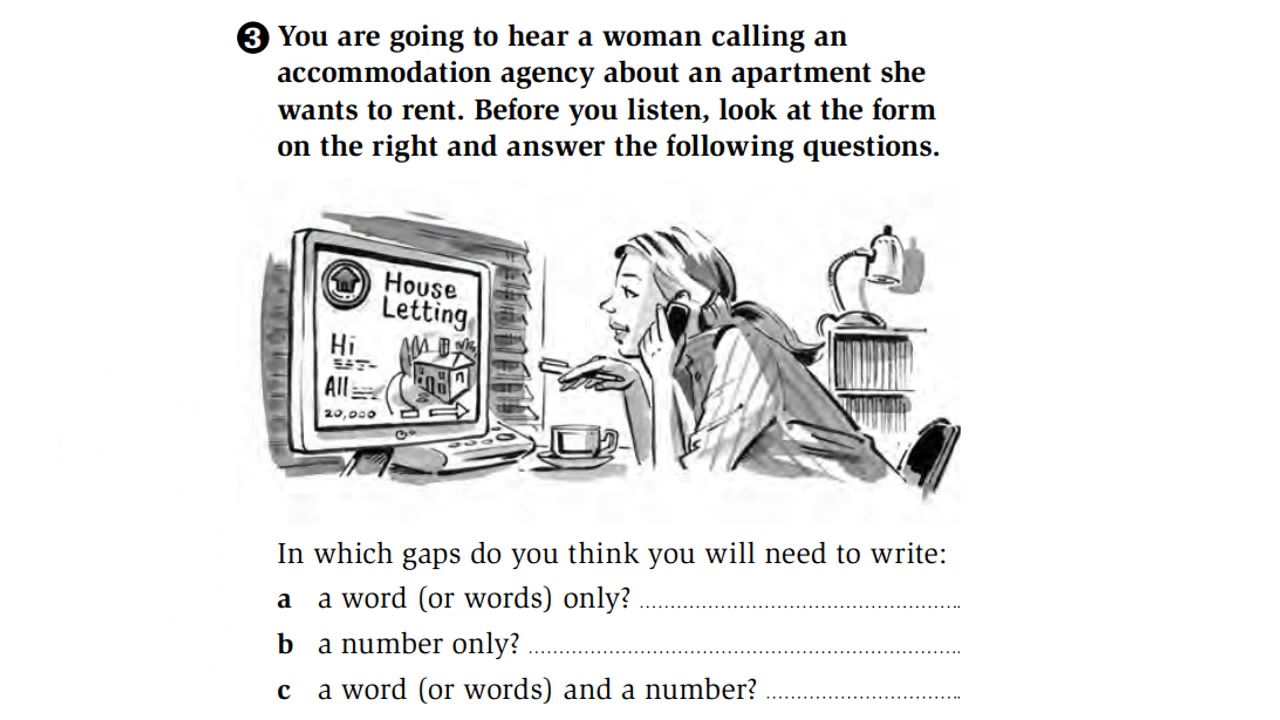 3 You are going to hear a woman calling an
accommodation agency about an apartment she
wants to rent. Before you listen, look at the form
on the right and answer the following questions.
House
Letting
Hi
All
20,000
In which gaps do you think you will need to write:
a a word (or words) only? ........................................
b a number only? ........................................
c a word (or words) and a number? ........................................